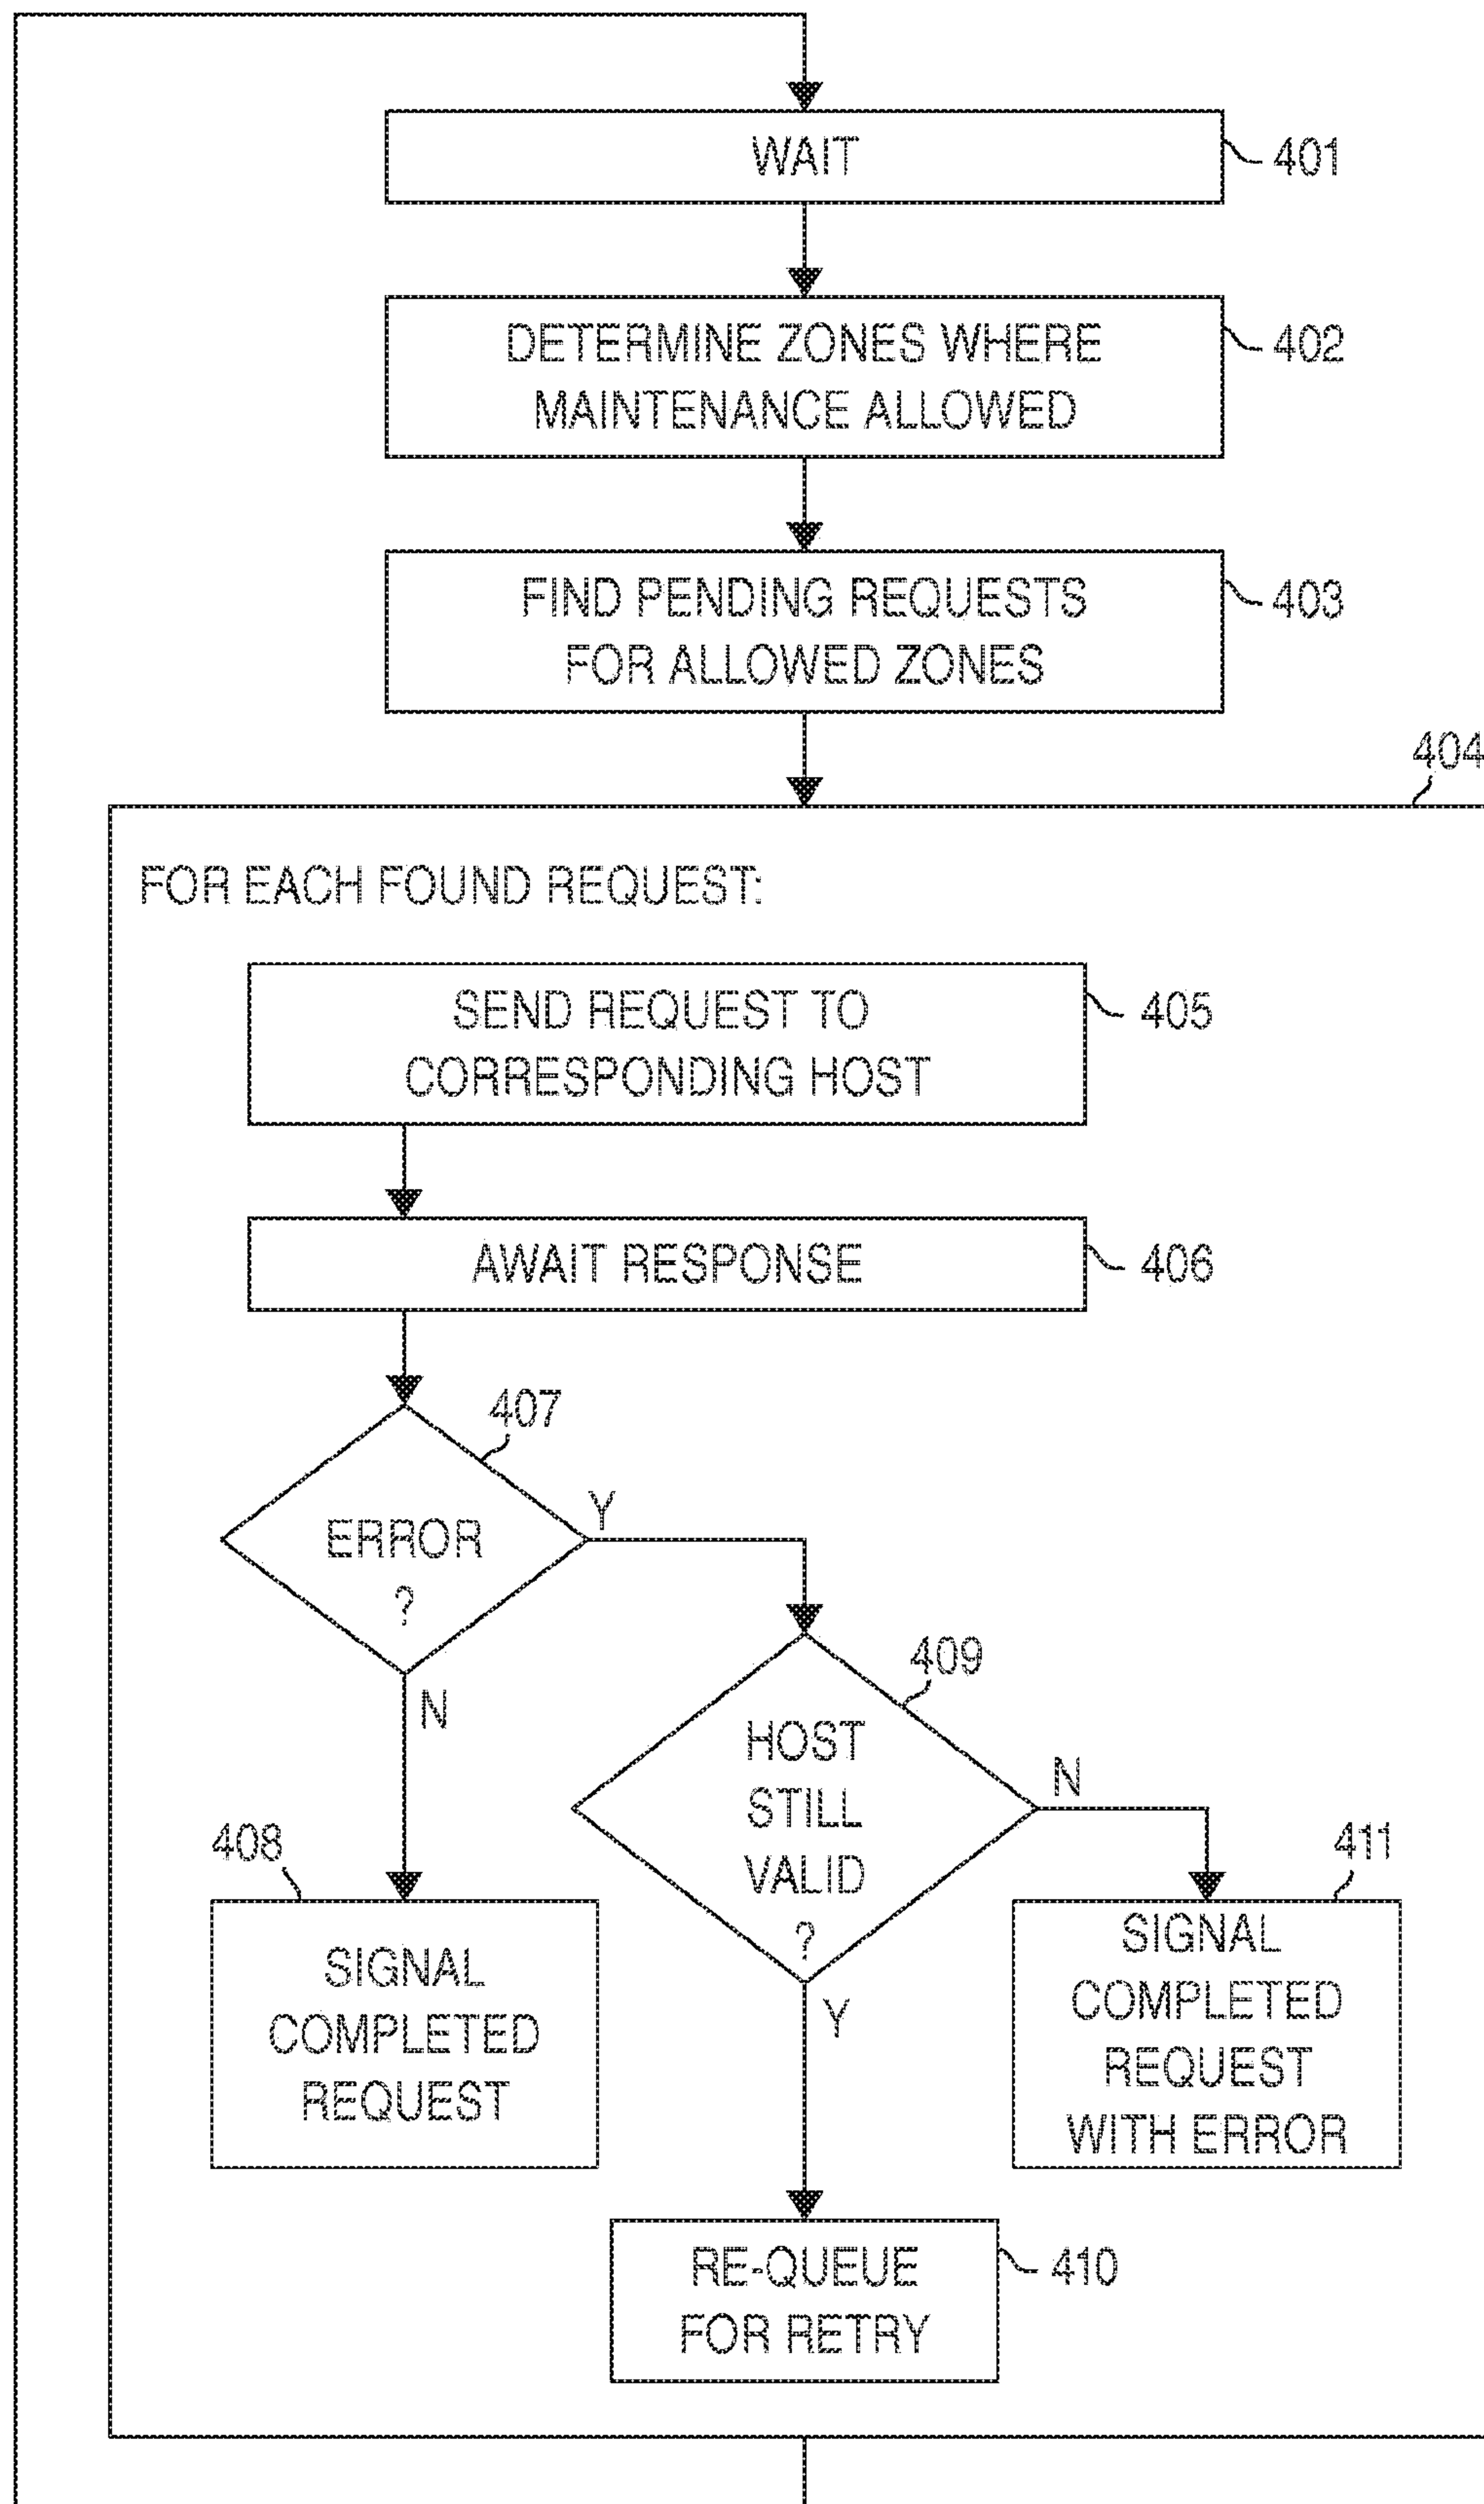 WAIT
401
DETERMINE ZONES WHERE
MAINTENANCE ALLOWED
402
FIND PENDING REQUESTS
FOR ALLOWED ZONES
403
404
FOR EACH FOUND REQUEST:
SEND REQUEST TO
CORRESPONDING HOST
405
AWAIT RESPONSE
406
407
ERROR
?
Y
N
409
HOST
STILL
VALID
?
N
Y
408
SIGNAL
COMPLETED
REQUEST
411
SIGNAL
COMPLETED
REQUEST
WITH ERROR
RE-QUEUE
FOR RETRY
410